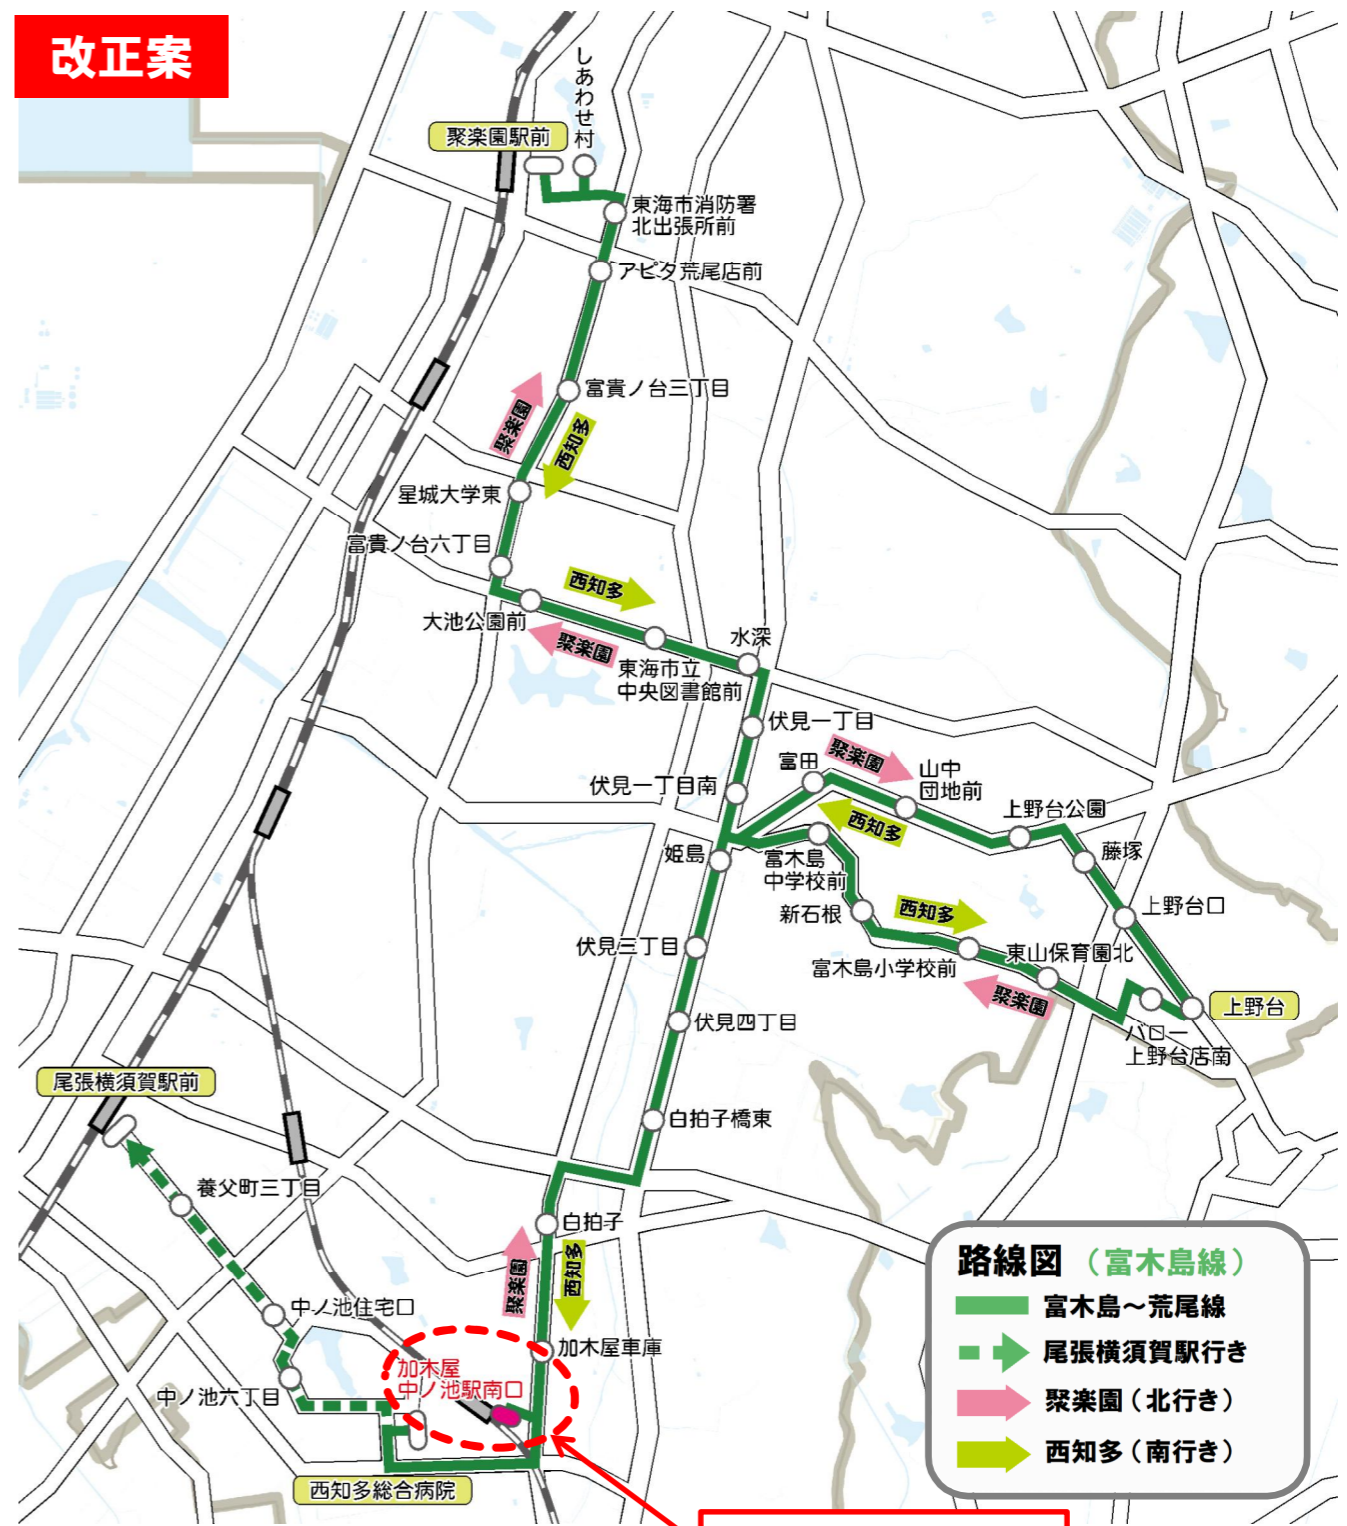 改正案
しあわせ村
聚楽園駅前
東海市消防署
北出張所前
アピタ荒尾店前
富貴ノ台三丁目
聚楽園
西知多
星城大学東
富貴ノ台六丁目
西知多
大池公園前
聚楽園
水深
東海市立
中央図書館前
伏見一丁目
富田
聚楽園
山中
団地前
伏見一丁目南
上野台公園
西知多
姫島
富木島
中学校前
藤塚
新石根
西知多
上野台口
伏見三丁目
富木島小学校前
東山保育園北
聚楽園
上野台
伏見四丁目
バロー
上野台店南
尾張横須賀駅前
白拍子橋東
養父町三丁目
白拍子
聚楽園
西知多
中ノ池住宅口
加木屋車庫
加木屋
中ノ池駅南口
中ノ池六丁目
西知多総合病院
路線図（富木島線）
富木島～荒尾線
尾張横須賀駅行き
聚楽園（北行き）
西知多（南行き）